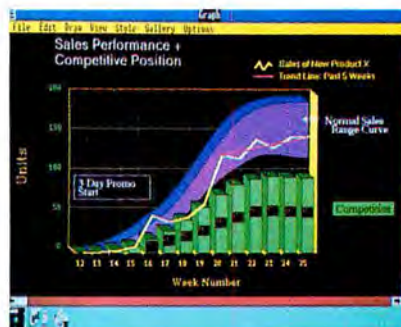 Graph
File Edit Draw View Style Gallery Options
Sales Performance +
Competitive Position
Sales of New Product X
Trend Line: Past 5 Weeks
200
150
100
50
0
Units
Normal Sales
Range Curve
3 Day Promo
Start
Competitor
12 13 14 15 16 17 18 19 20 21 22 23 24 25
Week Number